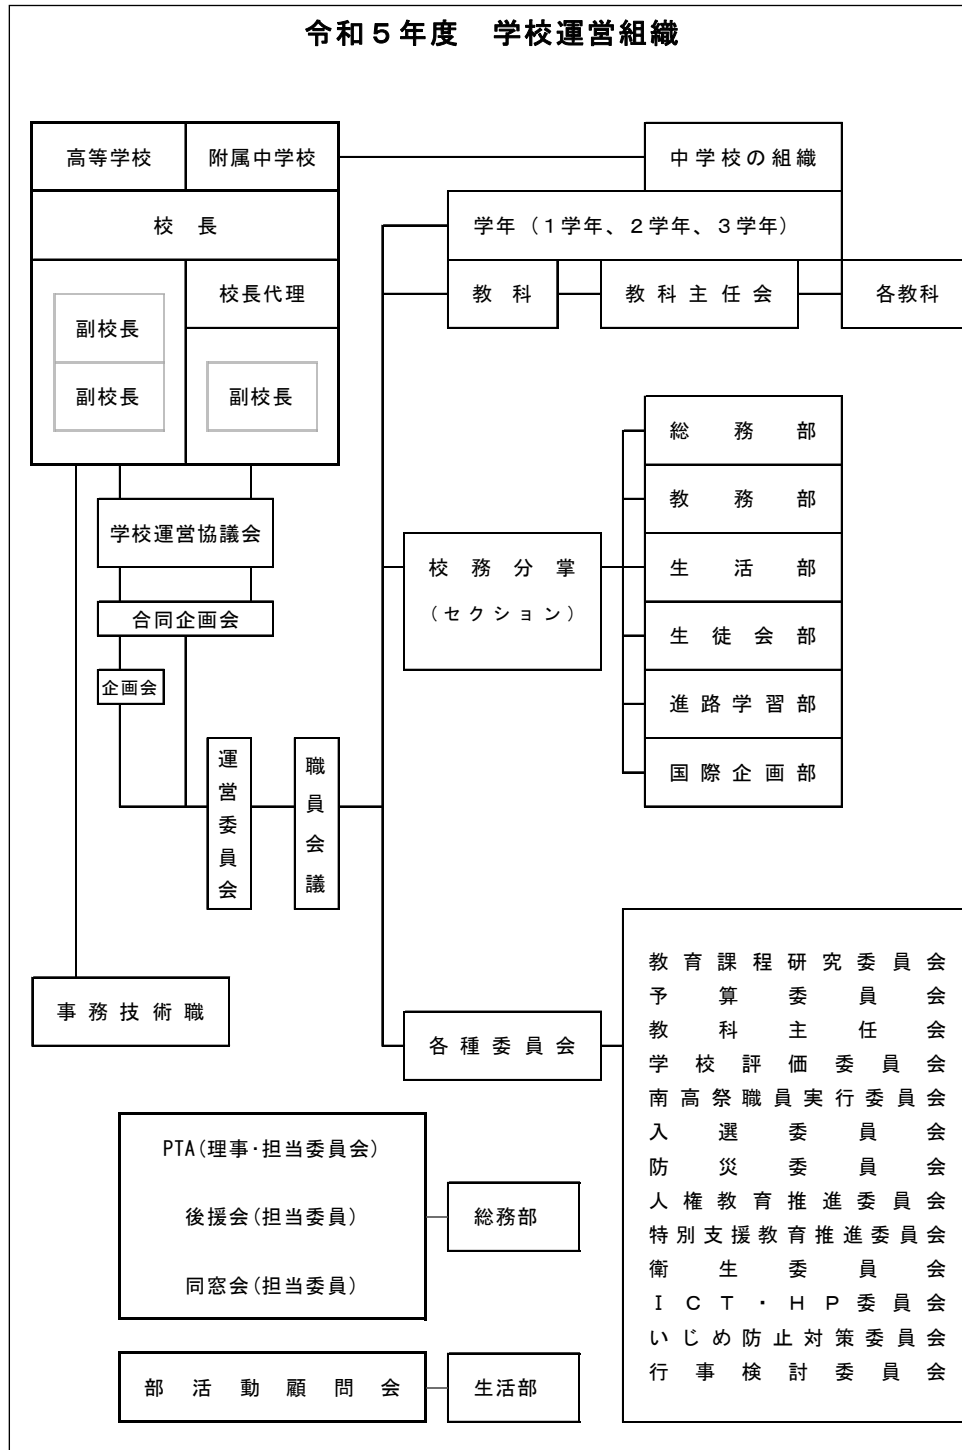 令和５年度　学校運営組織
高等学校
附属中学校
中学校の組織
校　長
学年（１学年、２学年、３学年）
校長代理
教　科
教科主任会
各教科
副校長
副校長
副校長
総　務　部
教　務　部
生　活　部
生　徒　会　部
進　路　学　習　部
国　際　企　画　部
校　務　分　掌
（セクション）
学校運営協議会
合同企画会
企画会
運営委員会
職員会議
事務技術職
各種委員会
教育課程研究委員会
予算委員会
教科主任会
学校評価委員会
南高祭職員実行委員会
入選委員会
防災委員会
人権教育推進委員会
特別支援教育推進委員会
衛生委員会
ＩＣＴ・ＨＰ委員会
いじめ防止対策委員会
行事検討委員会
PTA(理事･担当委員会)
後援会(担当委員)
同窓会(担当委員)
総務部
部　活　動　顧　問　会
生活部